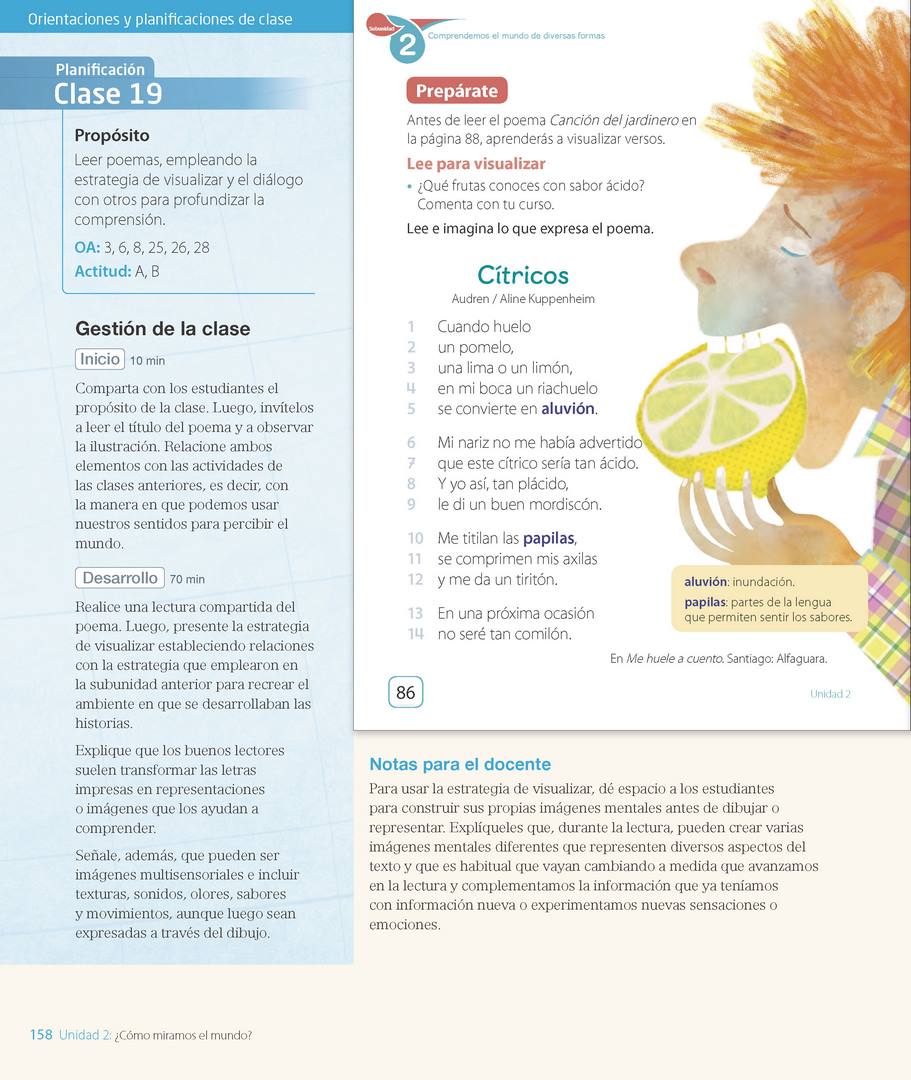 Orientaciones y planificaciones de clase
Planificación
Clase 19
Propósito
Leer poemas, empleando la
estrategia de visualizar y el diálogo
con otros para profundizar la
comprensión.
OA: 3, 6, 8, 25, 26, 28
Actitud: A, B
Gestión de la clase
Inicio 10 min
Comparta con los estudiantes el
propósito de la clase. Luego, invítelos
a leer el título del poema y a observar
la ilustración. Relacione ambos
elementos con las actividades de
las clases anteriores, es decir, con
la manera en que podemos usar
nuestros sentidos para percibir el
mundo.
Desarrollo 70 min
Realice una lectura compartida del
poema. Luego, presente la estrategia
de visualizar estableciendo relaciones
con la estrategia que emplearon en
la subunidad anterior para recrear el
ambiente en que se desarrollaban las
historias.
Explique que los buenos lectores
suelen transformar las letras
impresas en representaciones
o imágenes que los ayudan a
comprender.
Señale, además, que pueden ser
imágenes multisensoriales e incluir
texturas, sonidos, olores, sabores
y movimientos, aunque luego sean
expresadas a través del dibujo.
Subunidad
2
Comprendemos el mundo de diversas formas
Prepárate
Antes de leer el poema Canción del jardinero en
la página 88, aprenderás a visualizar versos.
Lee para visualizar
• ¿Qué frutas conoces con sabor ácido?
Comenta con tu curso.
Lee e imagina lo que expresa el poema.
Cítricos
Audren / Aline Kuppenheim
1 Cuando huelo
2 un pomelo,
3 una lima o un limón,
4 en mi boca un riachuelo
5 se convierte en aluvión.
6 Mi nariz no me había advertido
7 que este cítrico sería tan ácido.
8 Y yo así, tan plácido,
9 le di un buen mordiscón.
10 Me titilan las papilas,
11 se comprimen mis axilas
12 y me da un tiritón.
13 En una próxima ocasión
14 no seré tan comilón.
aluvión: inundación.
papilas: partes de la lengua
que permiten sentir los sabores.
En Me huele a cuento. Santiago: Alfaguara.
86
Unidad 2
Notas para el docente
Para usar la estrategia de visualizar, dé espacio a los estudiantes
para construir sus propias imágenes mentales antes de dibujar o
representar. Explíqueles que, durante la lectura, pueden crear varias
imágenes mentales diferentes que representen diversos aspectos del
texto y que es habitual que vayan cambiando a medida que avanzamos
en la lectura y complementamos la información que ya teníamos
con información nueva o experimentamos nuevas sensaciones o
emociones.
158 Unidad 2: ¿Cómo miramos el mundo?